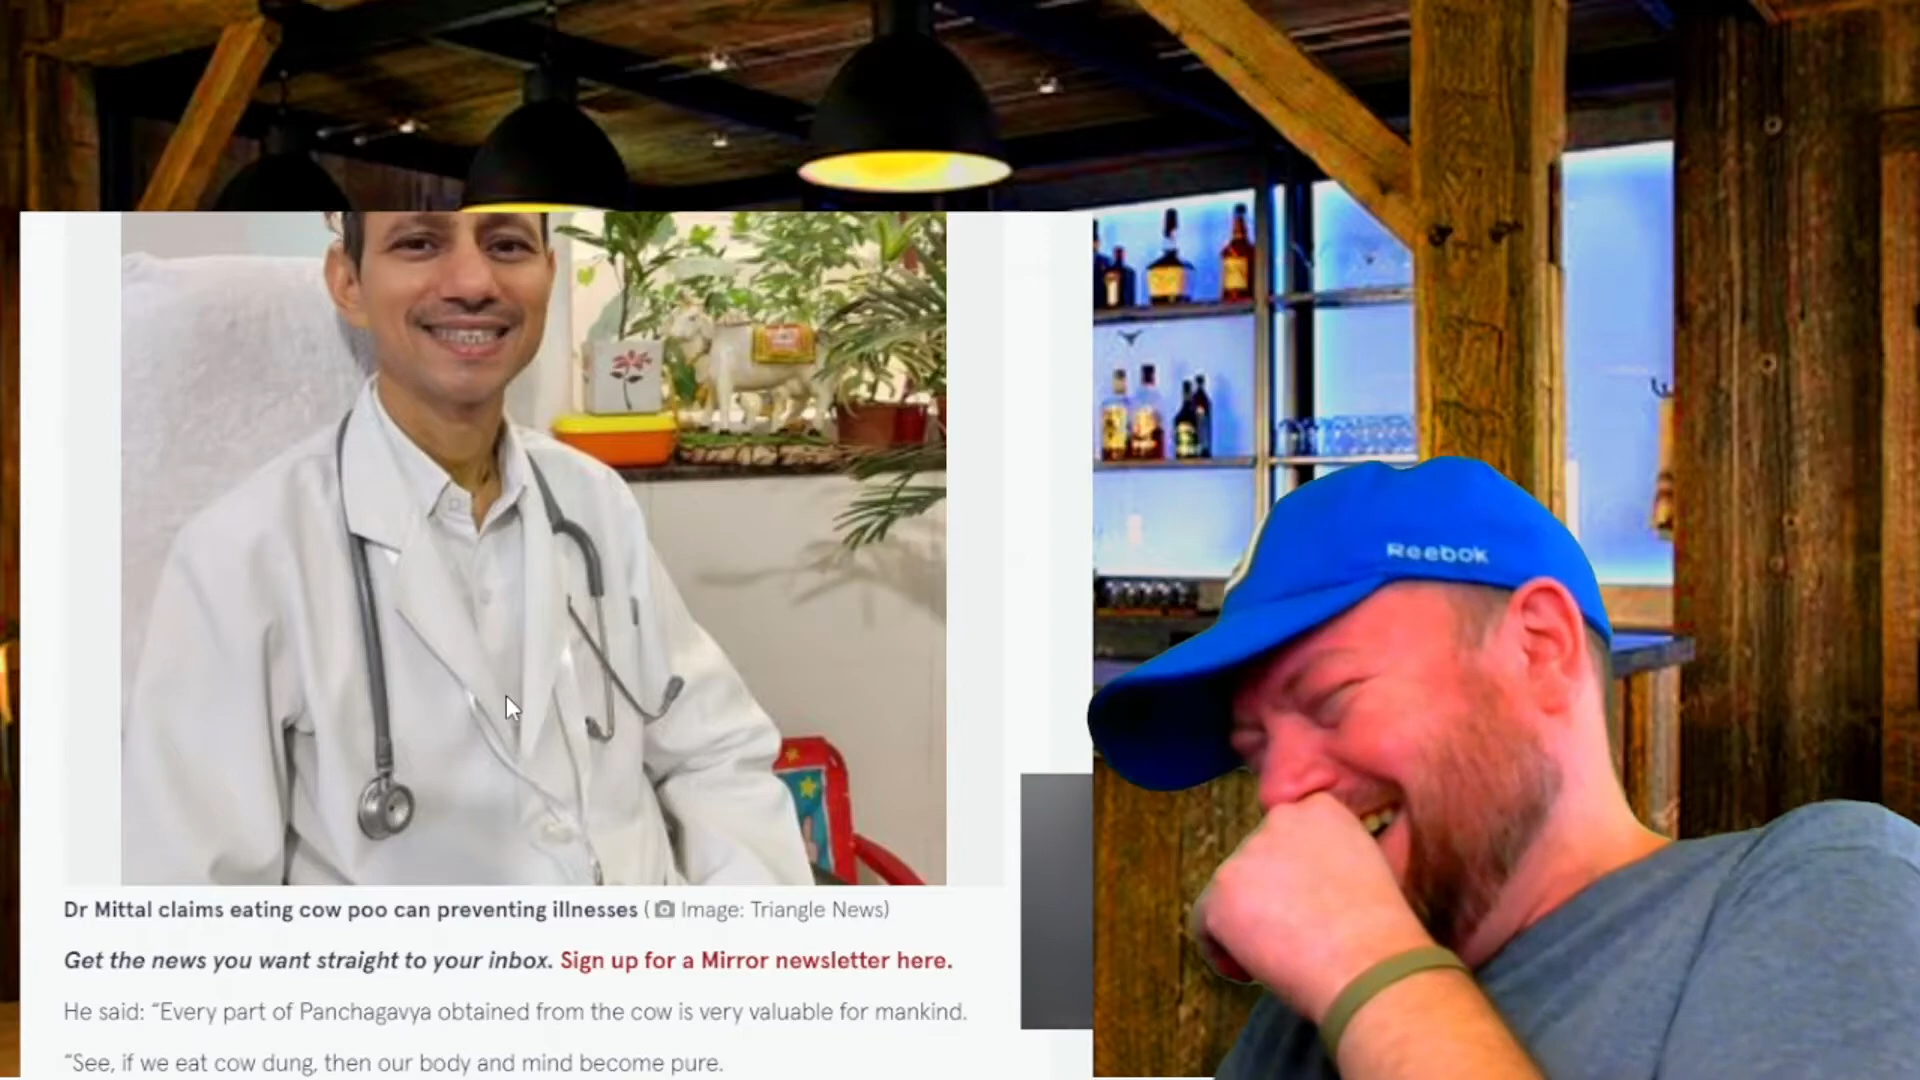 Reebok
Dr Mittal claims eating cow poo can preventing illnesses ( Image: Triangle News)
Get the news you want straight to your inbox. Sign up for a Mirror newsletter here.
He said: “Every part of Panchagavya obtained from the cow is very valuable for mankind.
“See, if we eat cow dung, then our body and mind become pure.